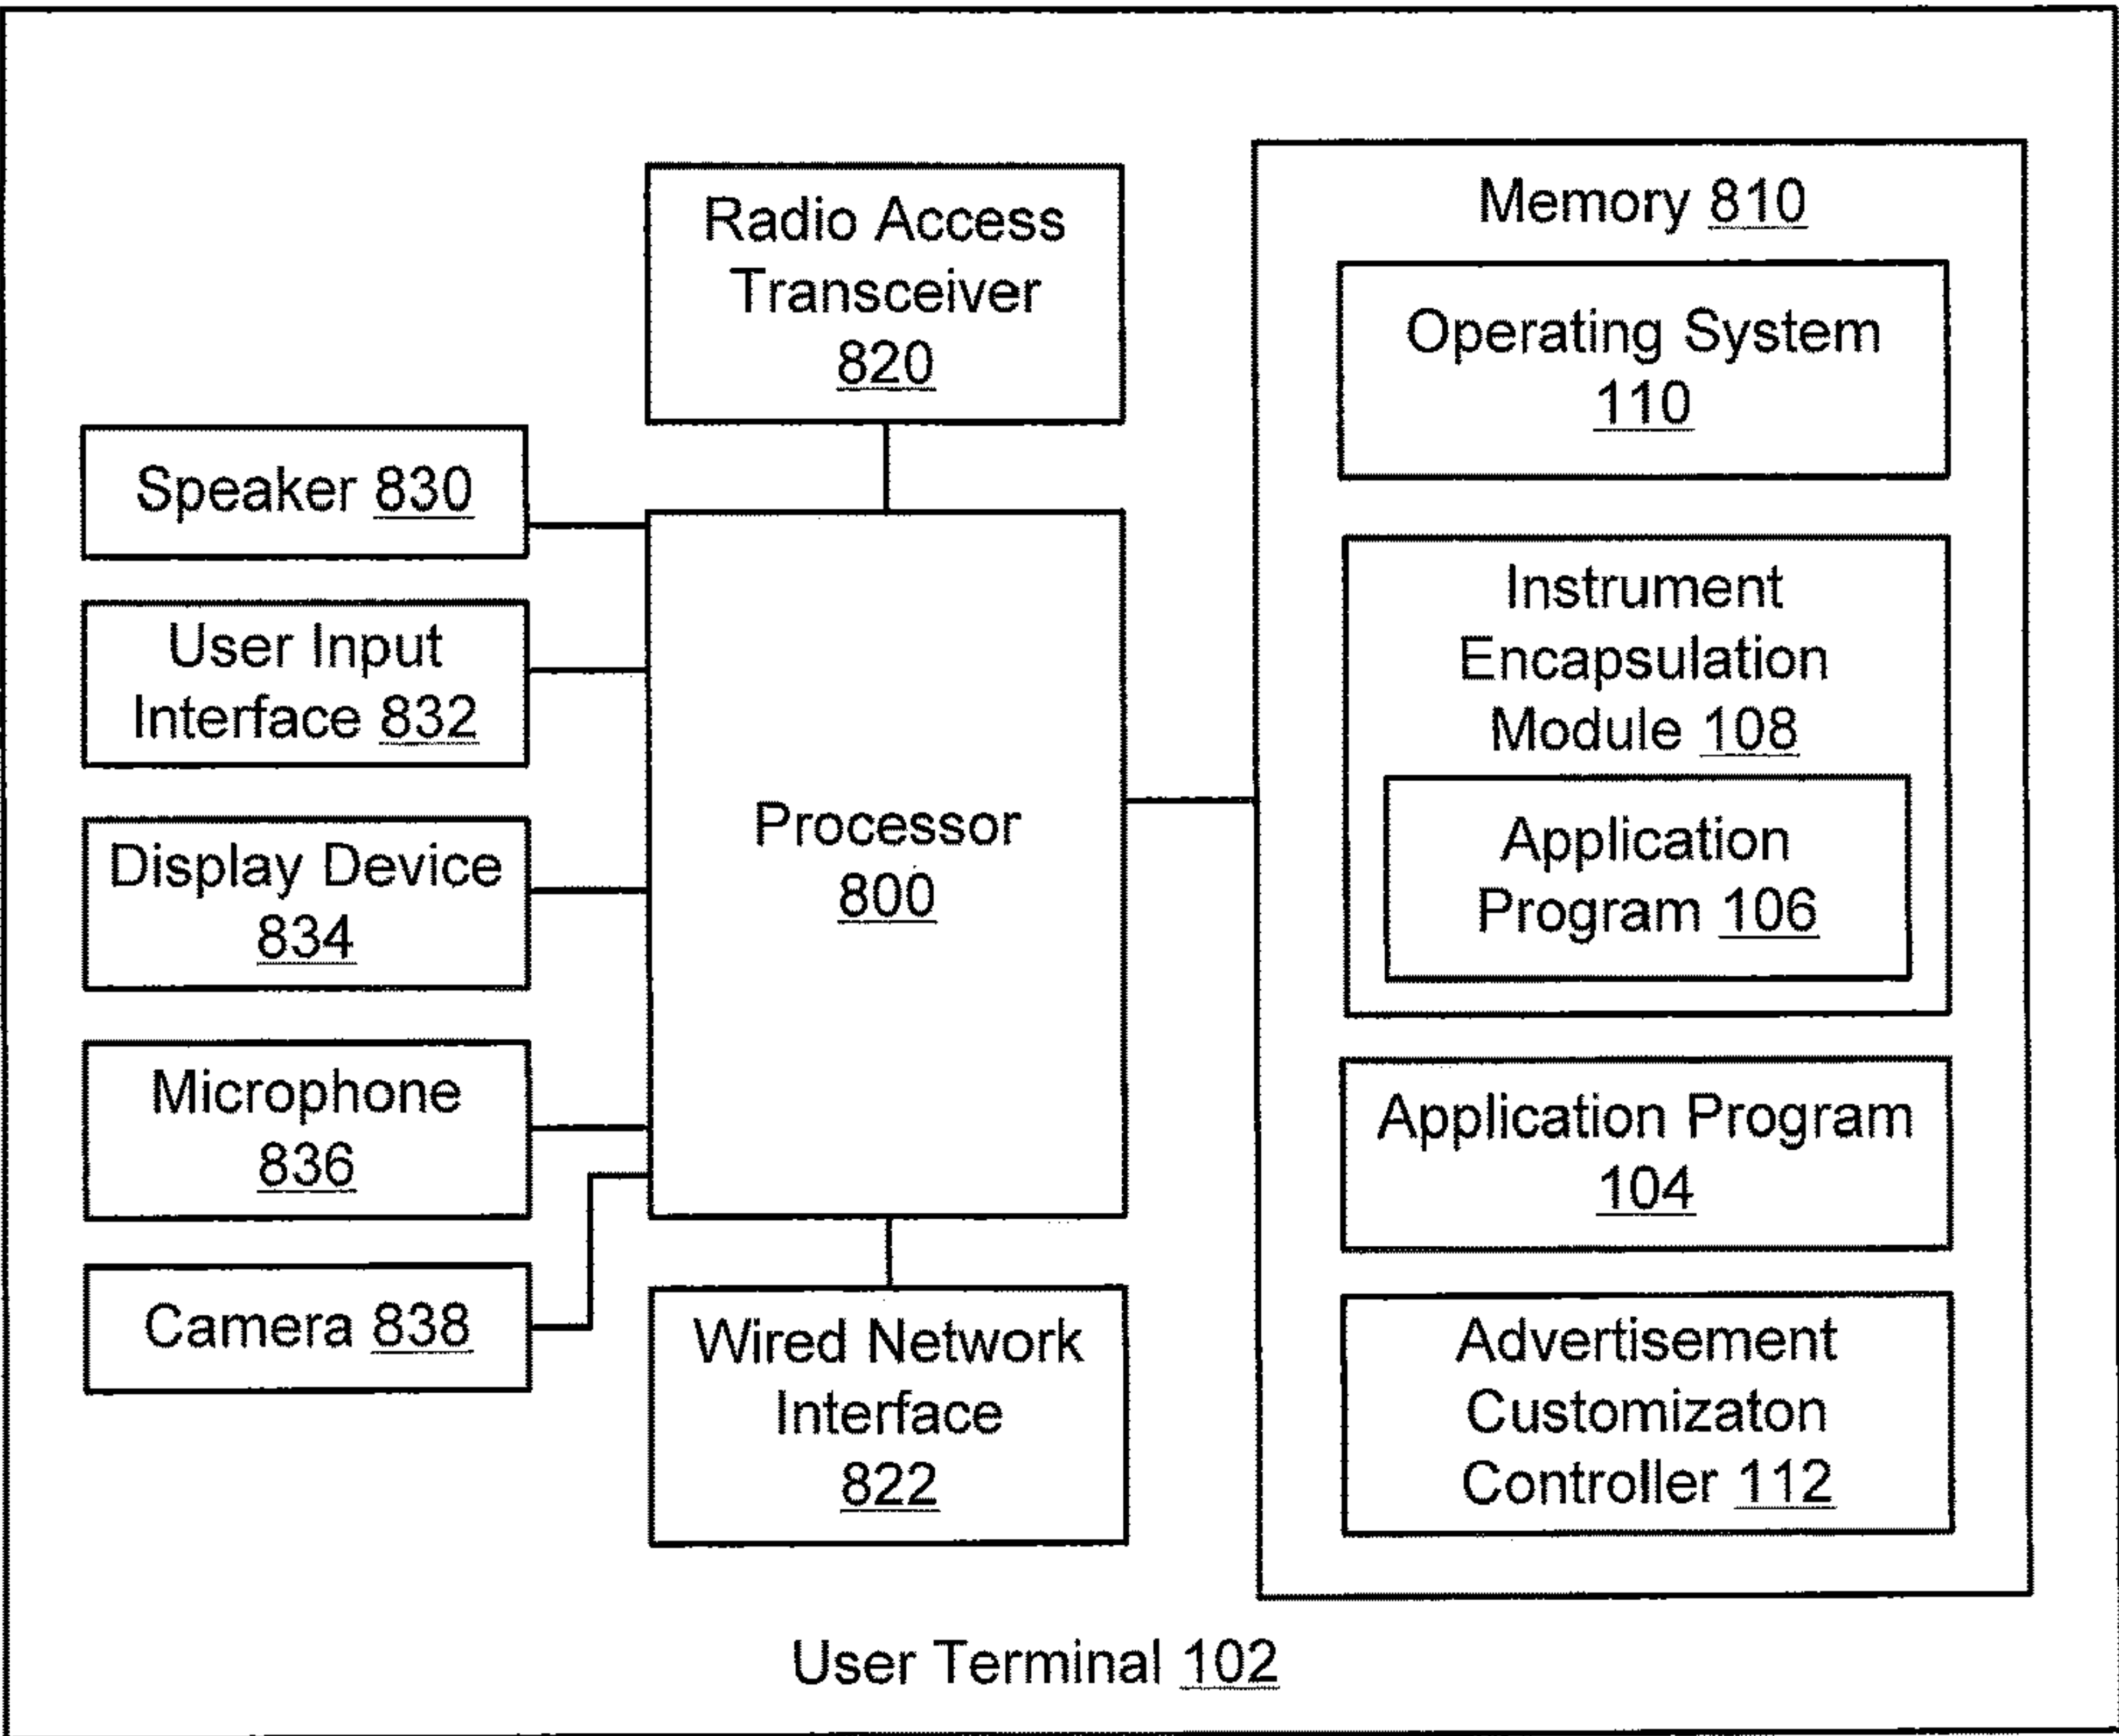 Radio Access
Transceiver
820
Speaker 830
User Input
Interface 832
Display Device
834
Microphone
836
Camera 838
Processor
800
Wired Network
Interface
822
Memory 810
Operating System
110
Instrument
Encapsulation
Module 108
Application
Program 106
Application Program
104
Advertisement
Customizaton
Controller 112
User Terminal 102